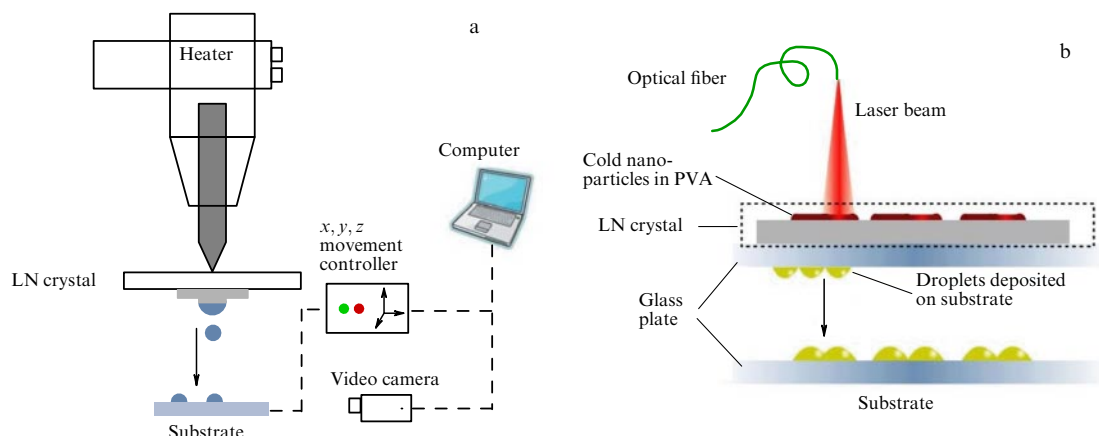 a
Heater
Computer
x, y, z
movement
controller
LN crystal
Video camera
Substrate
b
Optical fiber
Laser beam
Cold nano-
particles in PVA
LN crystal
Droplets deposited
on substrate
Glass
plate
Substrate